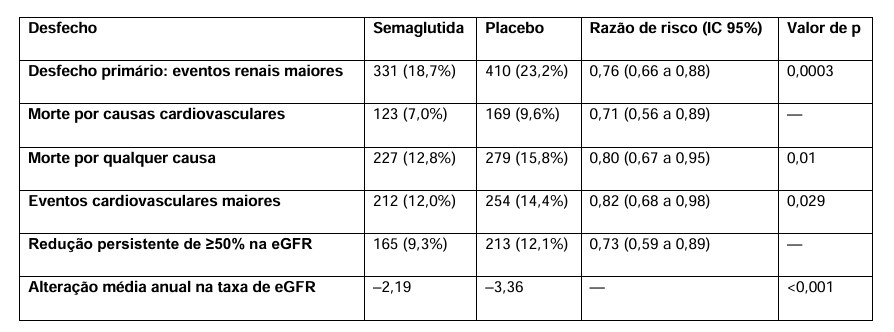 Desfecho Semaglutida Placebo Razão de risco (IC 95%) Valor de p
Desfecho primário: eventos renais maiores 331 (18,7%) 410 (23,2%) 0,76 (0,66 a 0,88) 0,0003
Morte por causas cardiovasculares 123 (7,0%) 169 (9,6%) 0,71 (0,56 a 0,89) —
Morte por qualquer causa 227 (12,8%) 279 (15,8%) 0,80 (0,67 a 0,95) 0,01
Eventos cardiovasculares maiores 212 (12,0%) 254 (14,4%) 0,82 (0,68 a 0,98) 0,029
Redução persistente de ≥50% na eGFR 165 (9,3%) 213 (12,1%) 0,73 (0,59 a 0,89) —
Alteração média anual na taxa de eGFR –2,19 –3,36 — <0,001